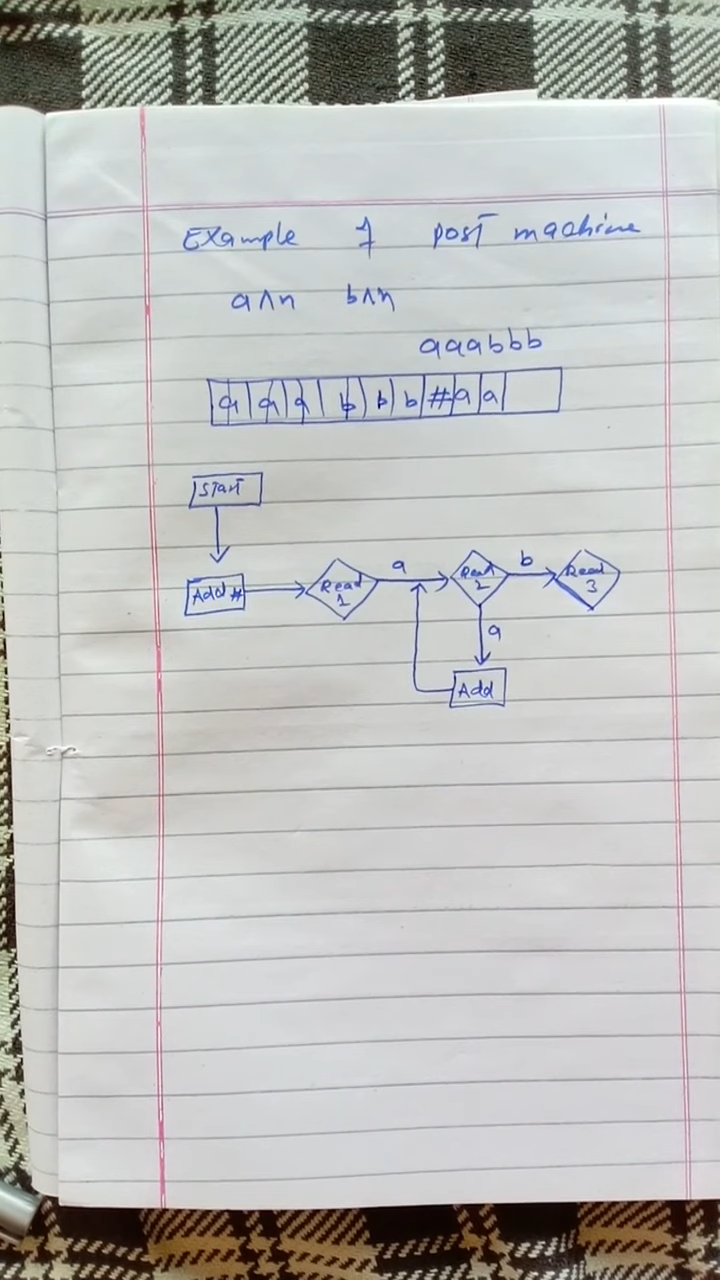 Example of post machine
a^n b^n
aaabbb
a a a b b b # a a
Start
Add # Read 1 a Read 2 b Read 3
a
Add